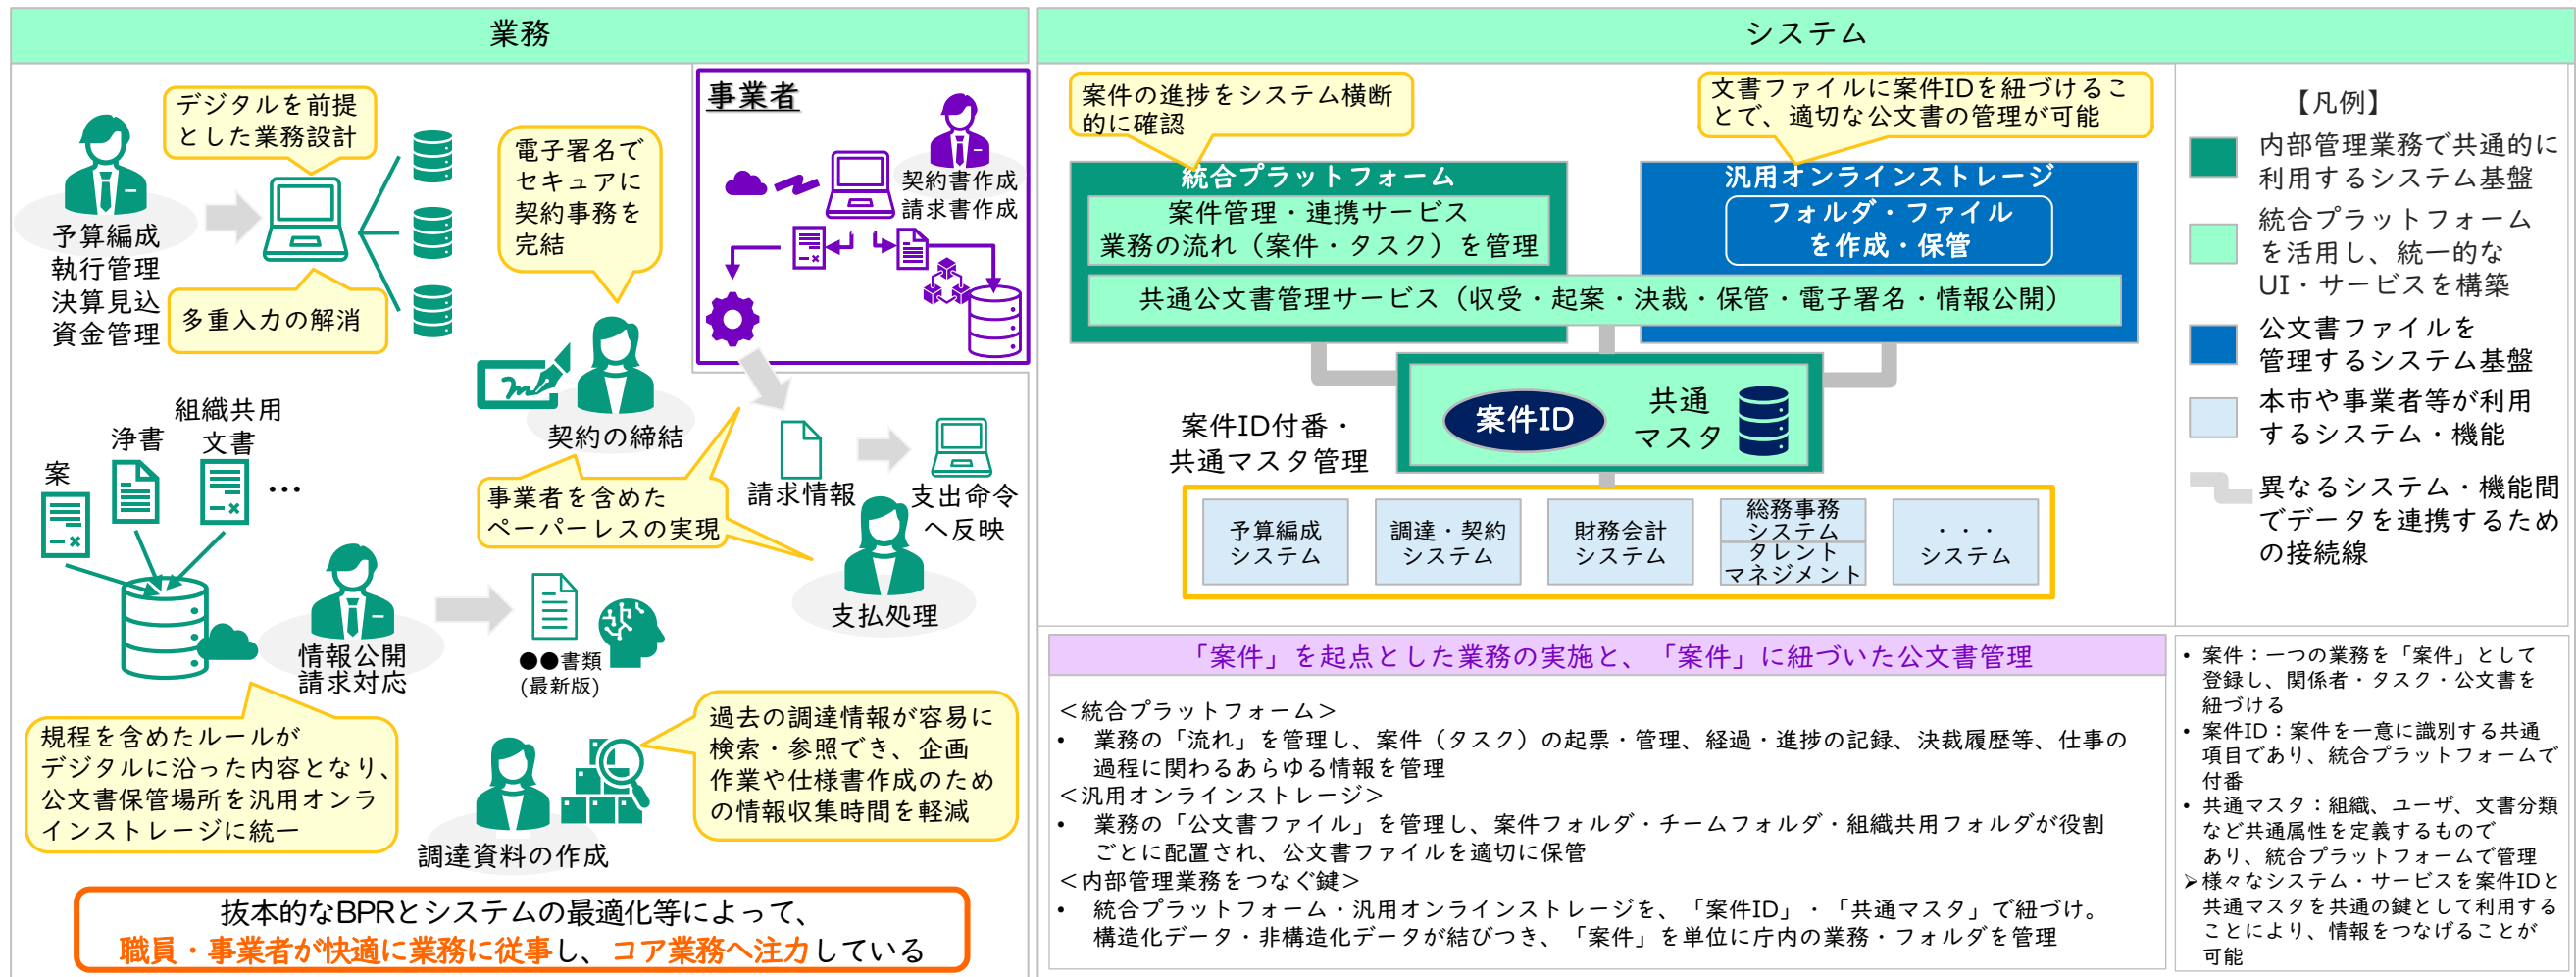 業務
デジタルを前提
とした業務設計
予算編成
執行管理
決算見込
資金管理
多重入力の解消
電子署名で
セキュアに
契約事務を
完結
事業者
契約書作成
請求書作成
契約の締結
請求情報
支出命令
へ反映
事業者を含めた
ペーパーレスの実現
支払処理
案
浄書
組織共用
文書
…
情報公開
請求対応
●●書類
(最新版)
規程を含めたルールが
デジタルに沿った内容となり、
公文書保管場所を汎用オンラ
インストレージに統一
調達資料の作成
過去の調達情報が容易に
検索・参照でき、企画
作業や仕様書作成のため
の情報収集時間を軽減
抜本的なBPRとシステムの最適化等によって、
職員・事業者が快適に業務に従事し、コア業務へ注力している
システム
案件の進捗をシステム横断
的に確認
文書ファイルに案件IDを紐づけるこ
とで、適切な公文書の管理が可能
統合プラットフォーム
案件管理・連携サービス
業務の流れ（案件・タスク）を管理
汎用オンラインストレージ
フォルダ・ファイル
を作成・保管
共通公文書管理サービス（収受・起案・決裁・保管・電子署名・情報公開）
案件ID付番・
共通マスタ管理
案件ID
共通
マスタ
予算編成
システム
調達・契約
システム
財務会計
システム
総務事務
システム
タレント
マネジメント
・・・
システム
【凡例】
内部管理業務で共通的に
利用するシステム基盤
統合プラットフォーム
を活用し、統一的な
UI・サービスを構築
公文書ファイルを
管理するシステム基盤
本市や事業者等が利用
するシステム・機能
異なるシステム・機能間
でデータを連携するため
の接続線
「案件」を起点とした業務の実施と、「案件」に紐づいた公文書管理
＜統合プラットフォーム＞
• 業務の「流れ」を管理し、案件（タスク）の起票・管理、経過・進捗の記録、決裁履歴等、仕事の
過程に関わるあらゆる情報を管理
＜汎用オンラインストレージ＞
• 業務の「公文書ファイル」を管理し、案件フォルダ・チームフォルダ・組織共用フォルダが役割
ごとに配置され、公文書ファイルを適切に保管
＜内部管理業務をつなぐ鍵＞
• 統合プラットフォーム・汎用オンラインストレージを、「案件ID」・「共通マスタ」で紐づけ。
構造化データ・非構造化データが結びつき、「案件」を単位に庁内の業務・フォルダを管理
• 案件：一つの業務を「案件」として
登録し、関係者・タスク・公文書を
紐づける
• 案件ID：案件を一意に識別する共通
項目であり、統合プラットフォームで
付番
• 共通マスタ：組織、ユーザ、文書分類
など共通属性を定義するもので
あり、統合プラットフォームで管理
➢様々なシステム・サービスを案件IDと
共通マスタを共通の鍵として利用する
ことにより、情報をつなげることが
可能